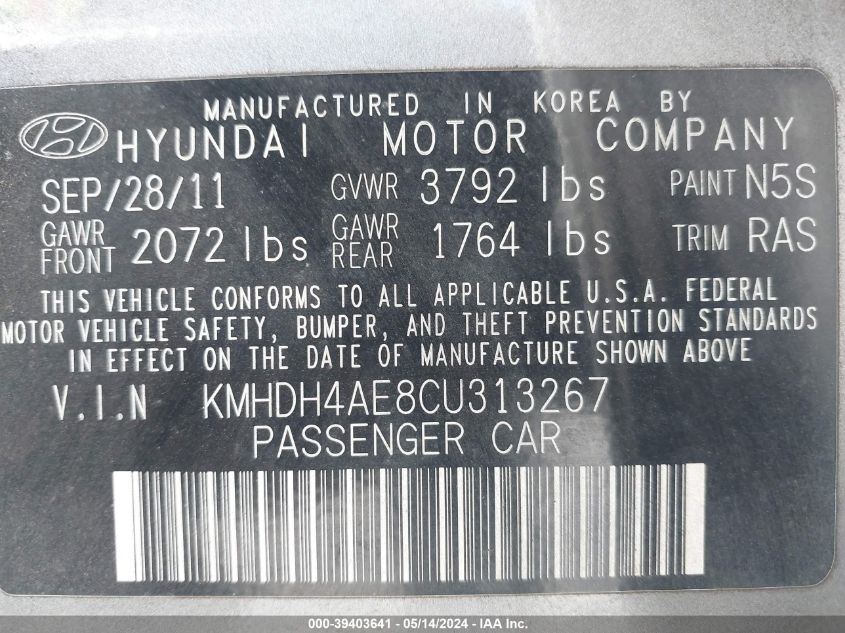 MANUFACTURED IN KOREA BY
HYUNDAI MOTOR COMPANY
SEP/28/11 GVWR 3792 lbs PAINT N5S
GAWR FRONT 2072 lbs GAWR REAR 1764 lbs TRIM RAS
THIS VEHICLE CONFORMS TO ALL APPLICABLE U.S.A. FEDERAL
MOTOR VEHICLE SAFETY, BUMPER, AND THEFT PREVENTION STANDARDS
IN EFFECT ON THE DATE OF MANUFACTURE SHOWN ABOVE
V.I.N KMHDH4AE8CU313267
PASSENGER CAR
000-39403641 - 05/14/2024 - IAA Inc.